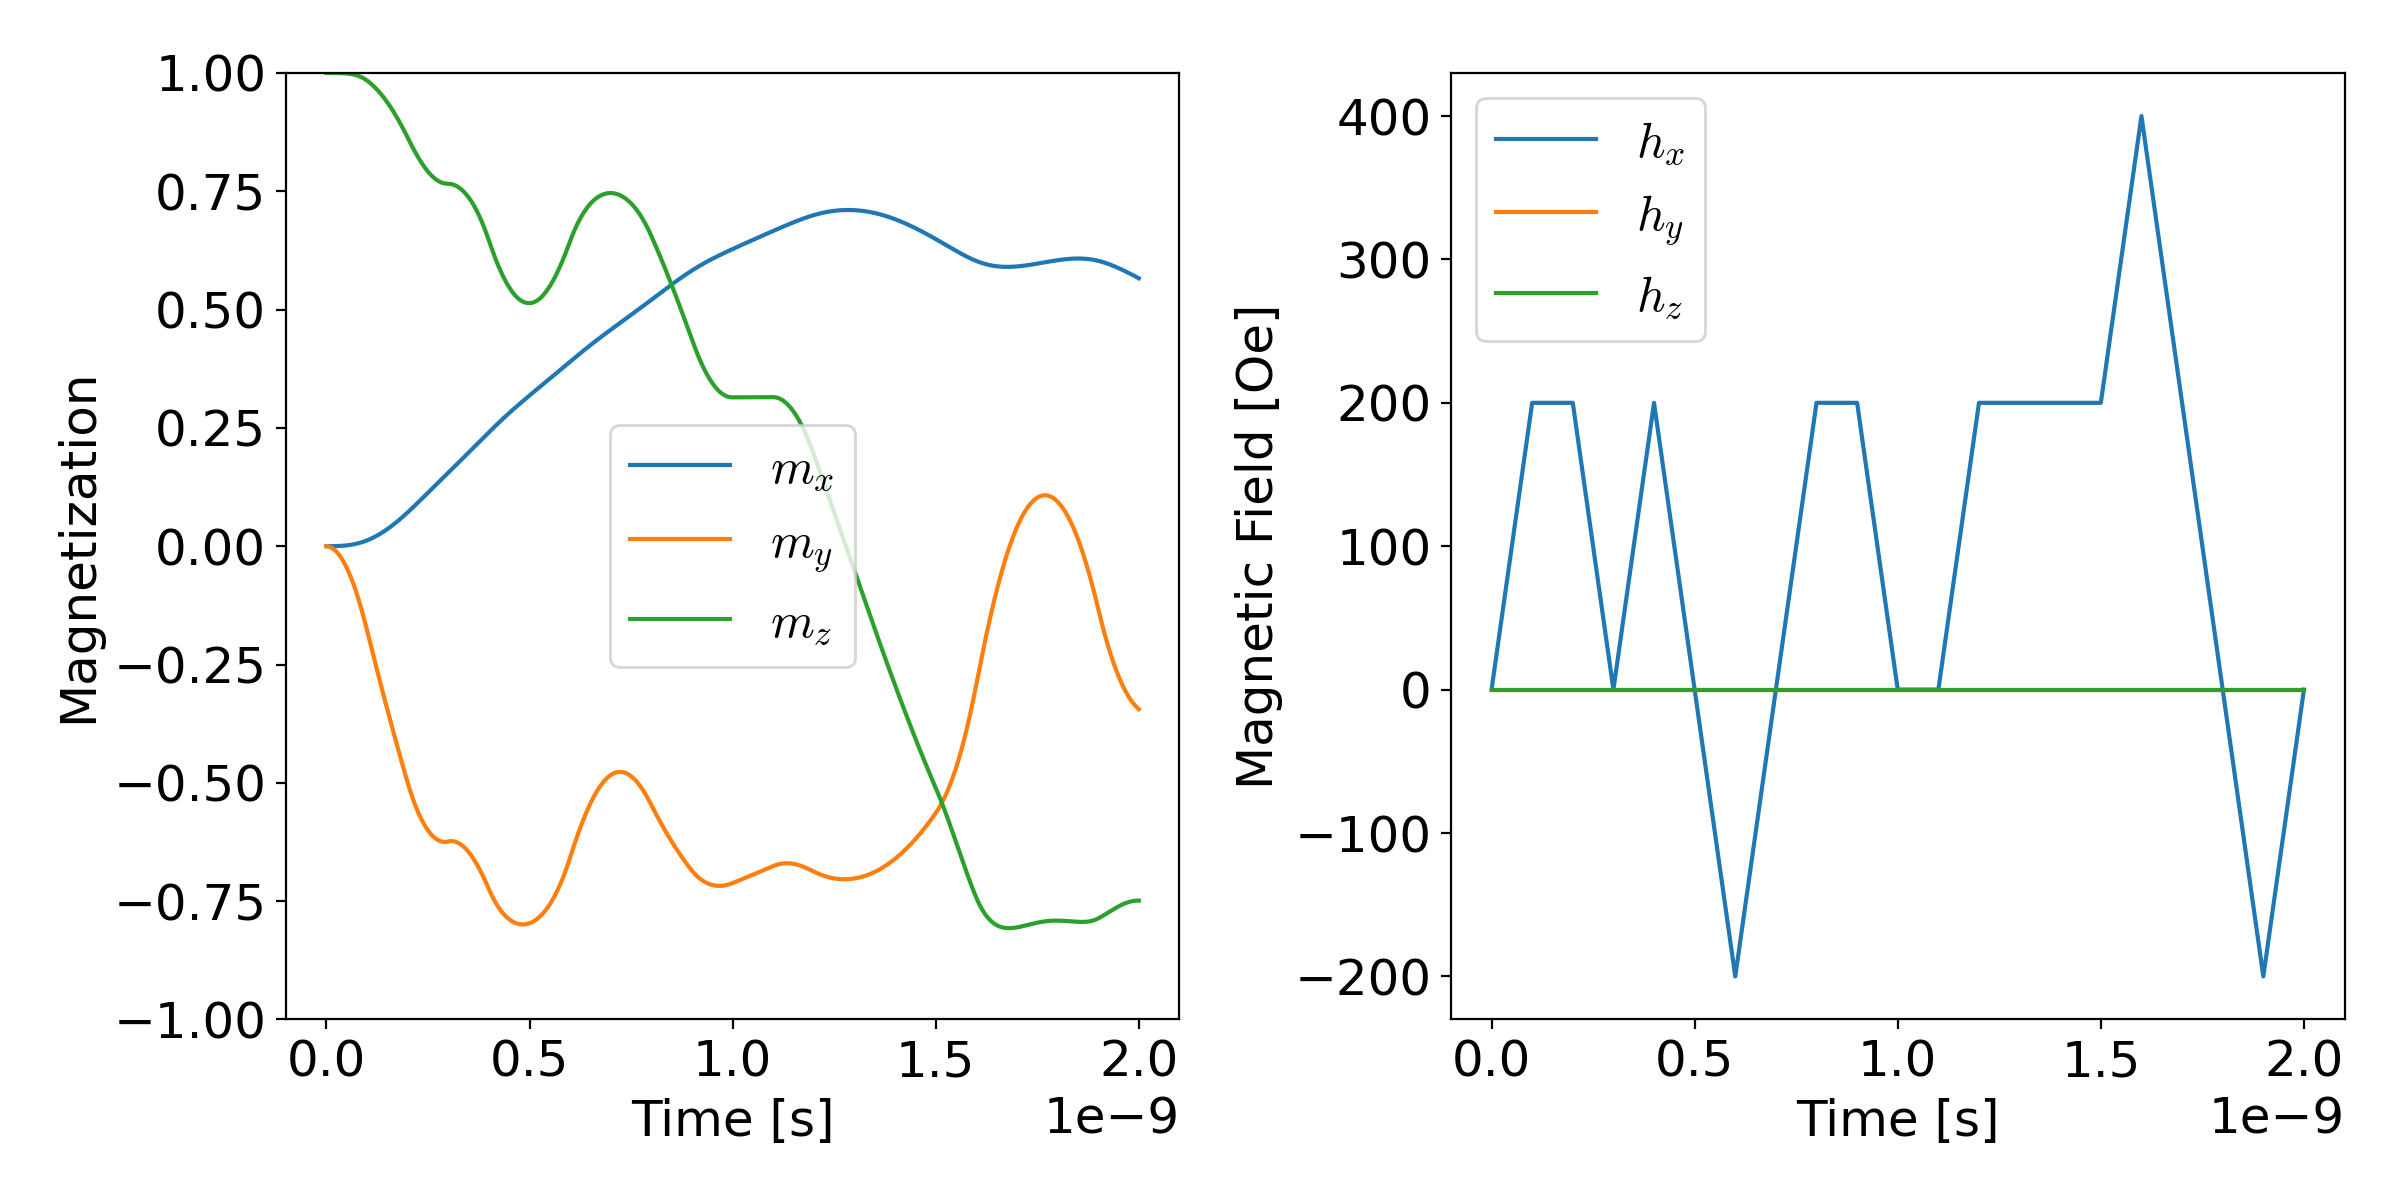 Magnetization
1.00
0.75
0.50
0.25
0.00
−0.25
−0.50
−0.75
−1.00
m_x
m_y
m_z
0.0 0.5 1.0 1.5 2.0
Time [s]
1e−9
Magnetic Field [Oe]
400
300
200
100
0
−100
−200
h_x
h_y
h_z
0.0 0.5 1.0 1.5 2.0
Time [s]
1e−9